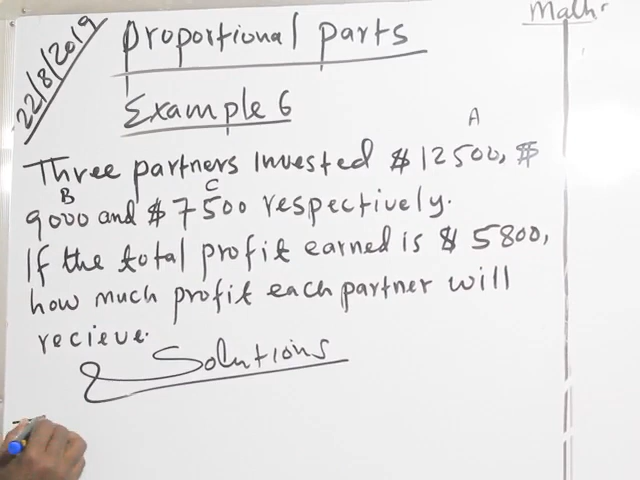 Math
22/8/2019
Proportional Parts
Example 6
A
Three partners Invested $ 12500, $
B C
9000 and $ 7500 respectively.
If the total profit earned is $ 5800,
how much profit each partner will
recieve.
Solutions